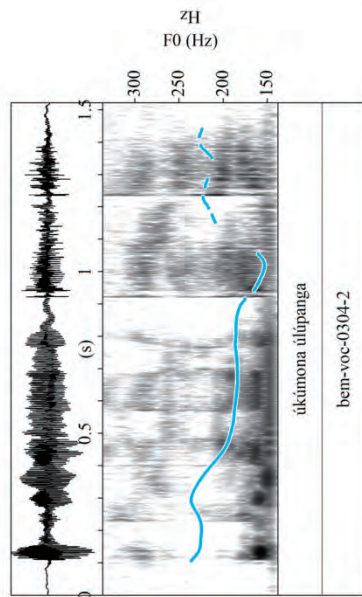 Hz
F0 (Hz)
300 250 200 150
0 0.5 (s) 1 1.5
úkúmona úlúpanga
bem-voc-0304-2